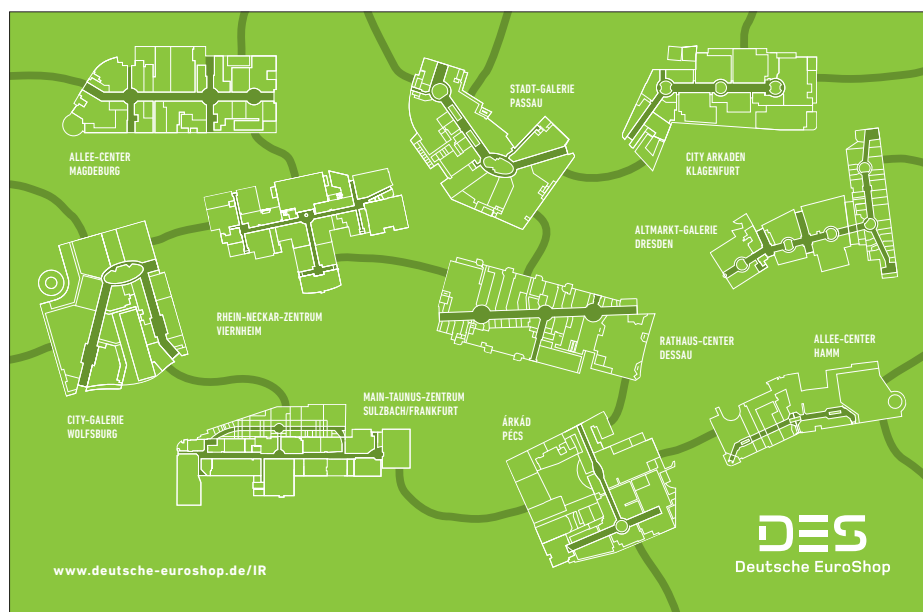 ALLEE-CENTER
MAGDEBURG
STADT-GALERIE
PASSAU
CITY ARKADEN
KLAGENFURT
ALTMARKT-GALERIE
DRESDEN
RHEIN-NECKAR-ZENTRUM
VIERNHEIM
RATHAUS-CENTER
DESSAU
ALLEE-CENTER
HAMM
CITY-GALERIE
WOLFSBURG
MAIN-TAUNUS-ZENTRUM
SULZBACH/FRANKFURT
ÁRKÁD
PÉCS
www.deutsche-euroshop.de/IR
DES
Deutsche EuroShop